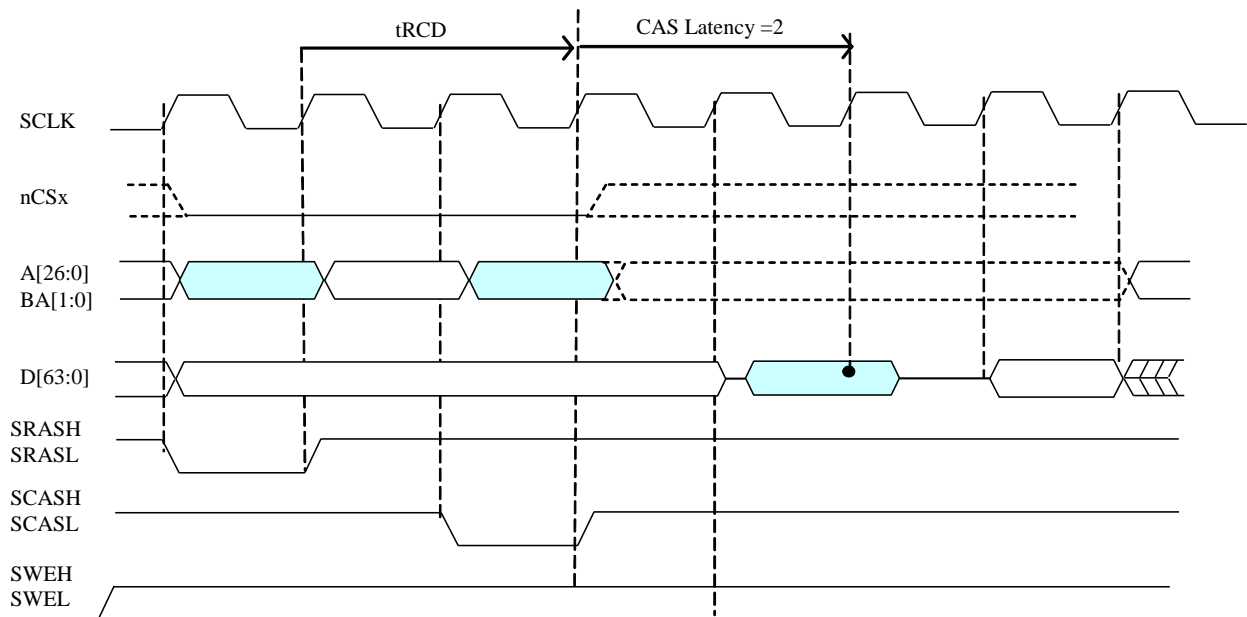 tRCD
CAS Latency =2
SCLK
nCSx
A[26:0]
BA[1:0]
D[63:0]
SRASH
SRASL
SCASH
SCASL
SWEH
SWEL